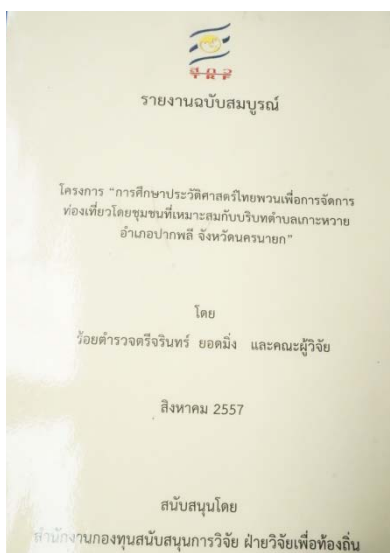 สกว
รายงานฉบับสมบูรณ์
โครงการ "การศึกษาประวัติศาสตร์ไทยพวนเพื่อการจัดการ
ท่องเที่ยวโดยชุมชนที่เหมาะสมกับบริบทตำบลเกาะหวาย
อำเภอปากพลี จังหวัดนครนายก"
โดย
ร้อยตำรวจตรีจรินทร์ ยอดมิ่ง และคณะผู้วิจัย
สิงหาคม 2557
สนับสนุนโดย
สำนักงานกองทุนสนับสนุนการวิจัย ฝ่ายวิจัยเพื่อท้องถิ่น